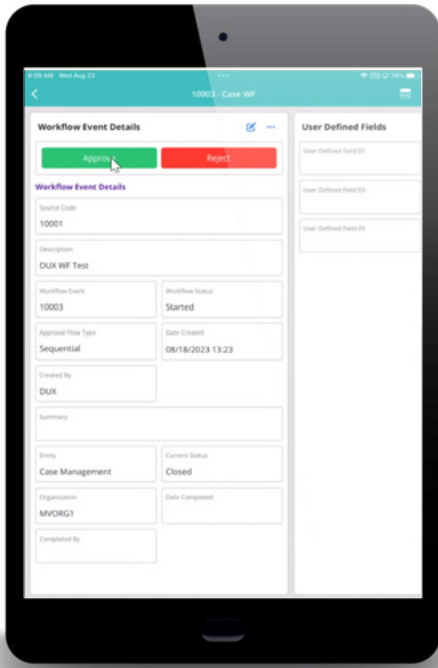 8:09 AM Wed Aug 23
74%
10003 - Case WF
Workflow Event Details
Approve
Reject
Workflow Event Details
Source Code
10001
Description
DUX WF Test
Workflow Event
10003
Workflow Status
Started
Approval Flow Type
Sequential
Date Created
08/18/2023 13:23
Created By
DUX
Summary
Entity
Case Management
Current Status
Closed
Organization
MVORG1
Date Completed
Completed By
User Defined Fields
User Defined Field 01
User Defined Field 03
User Defined Field 05